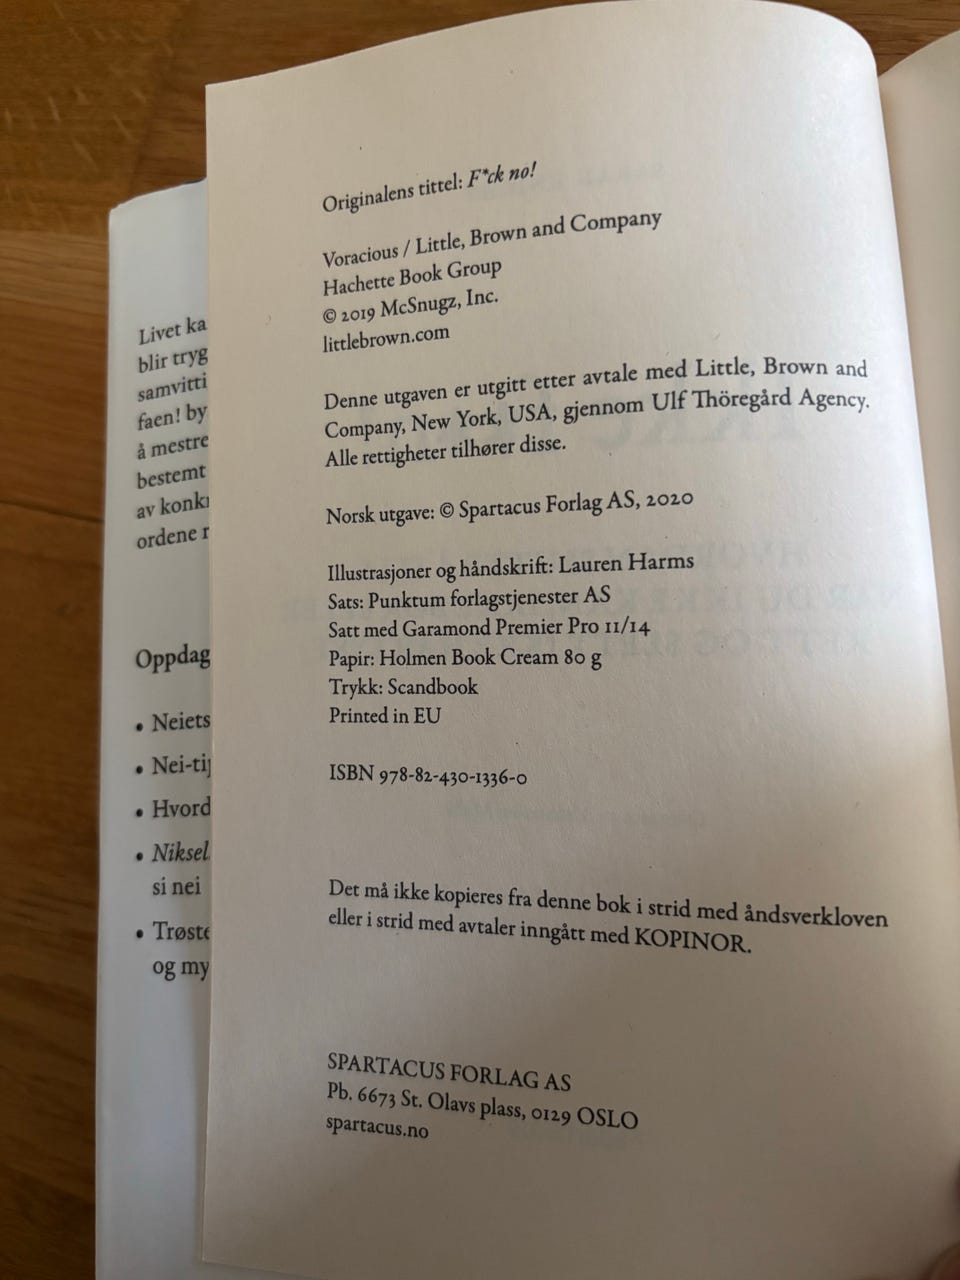 Livet ka
blir tryg
samvitti
faen! by
å mestre
bestemt
av konkr
ordene r
Oppdag
• Neiets
• Nei-tij
• Hvord
• Niksel
si nei
• Trøste
og my
Originalens tittel: F*ck no!
Voracious / Little, Brown and Company
Hachette Book Group
© 2019 McSnugz, Inc.
littlebrown.com
Denne utgaven er utgitt etter avtale med Little, Brown and
Company, New York, USA, gjennom Ulf Thöregård Agency.
Alle rettigheter tilhører disse.
Norsk utgave: © Spartacus Forlag AS, 2020
Illustrasjoner og håndskrift: Lauren Harms
Sats: Punktum forlagstjenester AS
Satt med Garamond Premier Pro 11/14
Papir: Holmen Book Cream 80 g
Trykk: Scandbook
Printed in EU
ISBN 978-82-430-1336-0
Det må ikke kopieres fra denne bok i strid med åndsverkloven
eller i strid med avtaler inngått med KOPINOR.
SPARTACUS FORLAG AS
Pb. 6673 St. Olavs plass, 0129 OSLO
spartacus.no